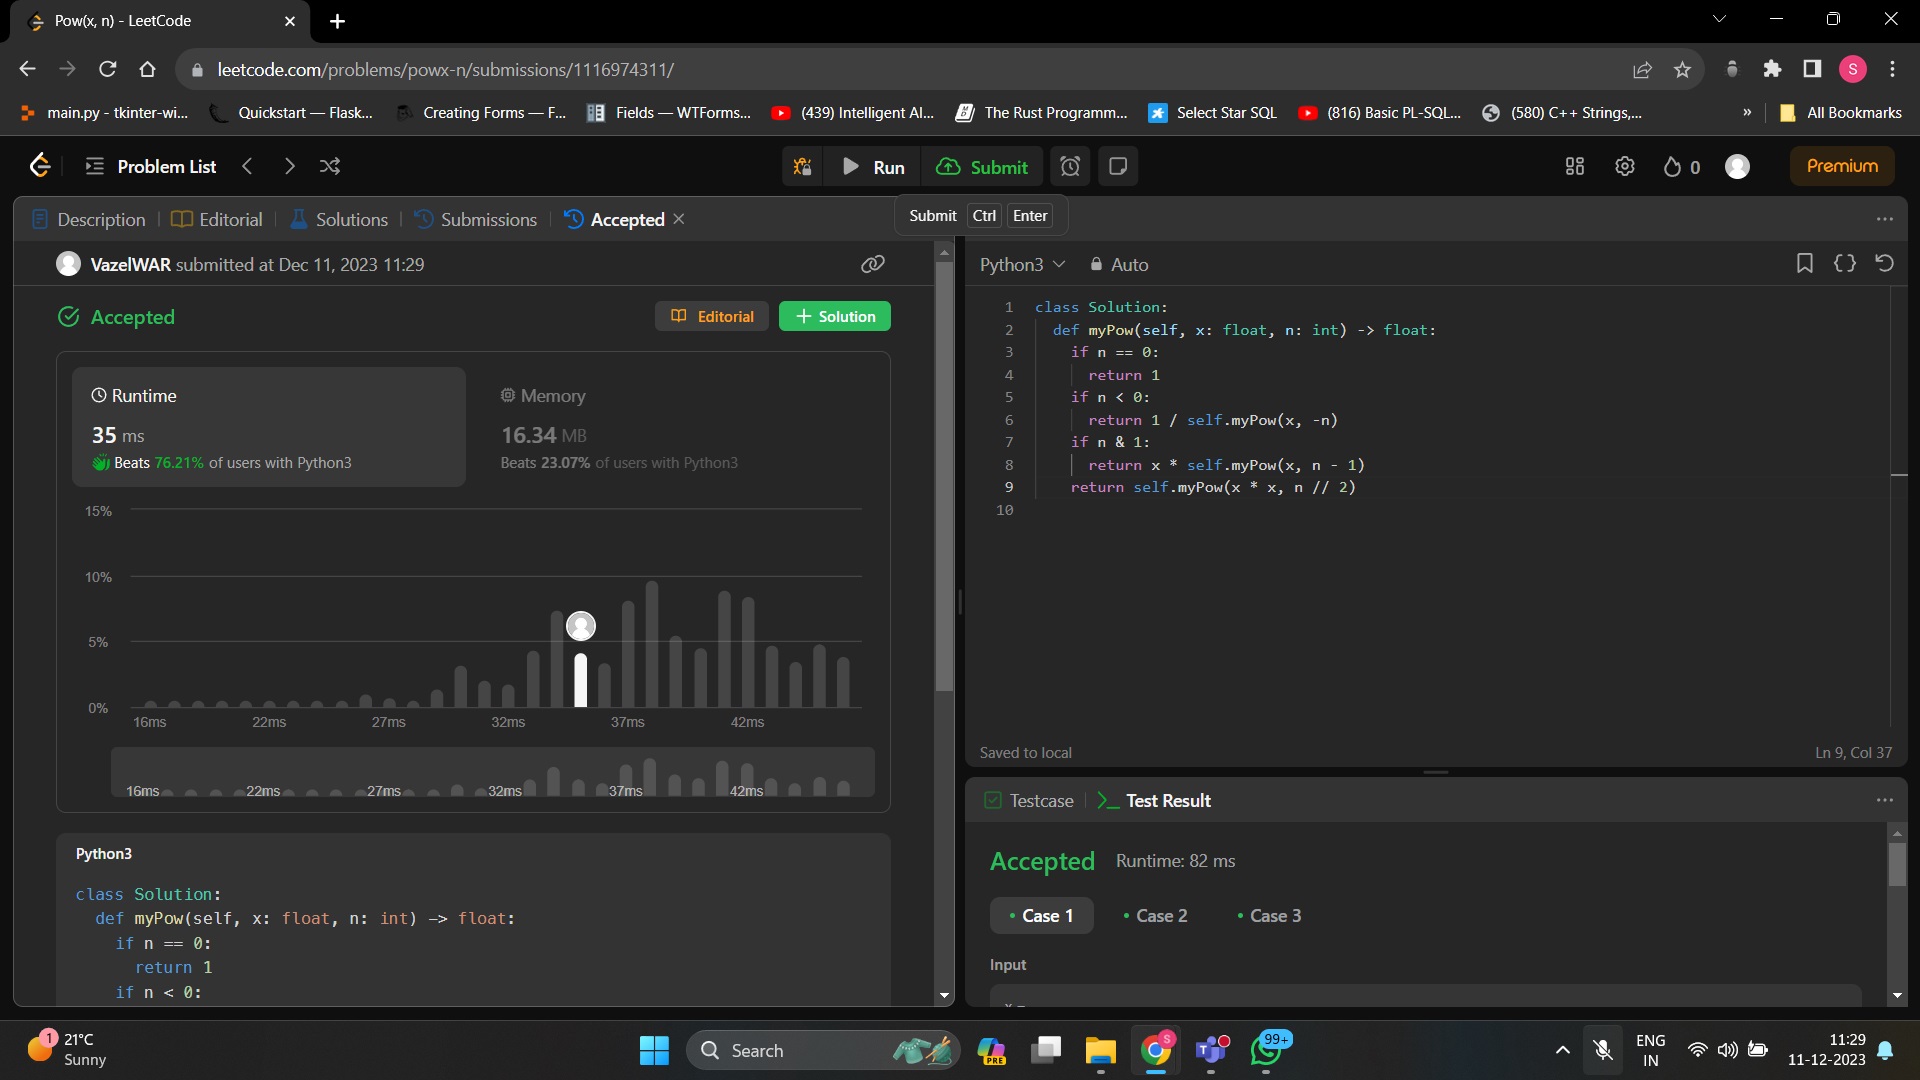 Pow(x, n) - LeetCode
leetcode.com/problems/powx-n/submissions/1116974311/
S
main.py - tkinter-wi...
Quickstart — Flask...
Creating Forms — F...
Fields — WTForms...
(439) Intelligent Al...
The Rust Programm...
Select Star SQL
(816) Basic PL-SQL...
(580) C++ Strings,...
»
All Bookmarks
Problem List
Run
Submit
0
Premium
Description
Editorial
Solutions
Submissions
Accepted
Submit Ctrl Enter
VazelWAR submitted at Dec 11, 2023 11:29
Accepted
Editorial
Solution
Runtime
35 ms
Beats 76.21% of users with Python3
Memory
16.34 MB
Beats 23.07% of users with Python3
15%
10%
5%
0%
16ms 22ms 27ms 32ms 37ms 42ms
16ms 22ms 27ms 32ms 37ms 42ms
Python3
class Solution:
def myPow(self, x: float, n: int) -> float:
if n == 0:
return 1
if n < 0:
Python3
Auto
1 class Solution:
2 def myPow(self, x: float, n: int) -> float:
3 if n == 0:
4 return 1
5 if n < 0:
6 return 1 / self.myPow(x, -n)
7 if n & 1:
8 return x * self.myPow(x, n - 1)
9 return self.myPow(x * x, n // 2)
10
Saved to local
Ln 9, Col 37
Testcase
Test Result
Accepted Runtime: 82 ms
Case 1
Case 2
Case 3
Input
1
21°C
Sunny
Search
PRE
S
99+
ENG
IN
11:29
11-12-2023